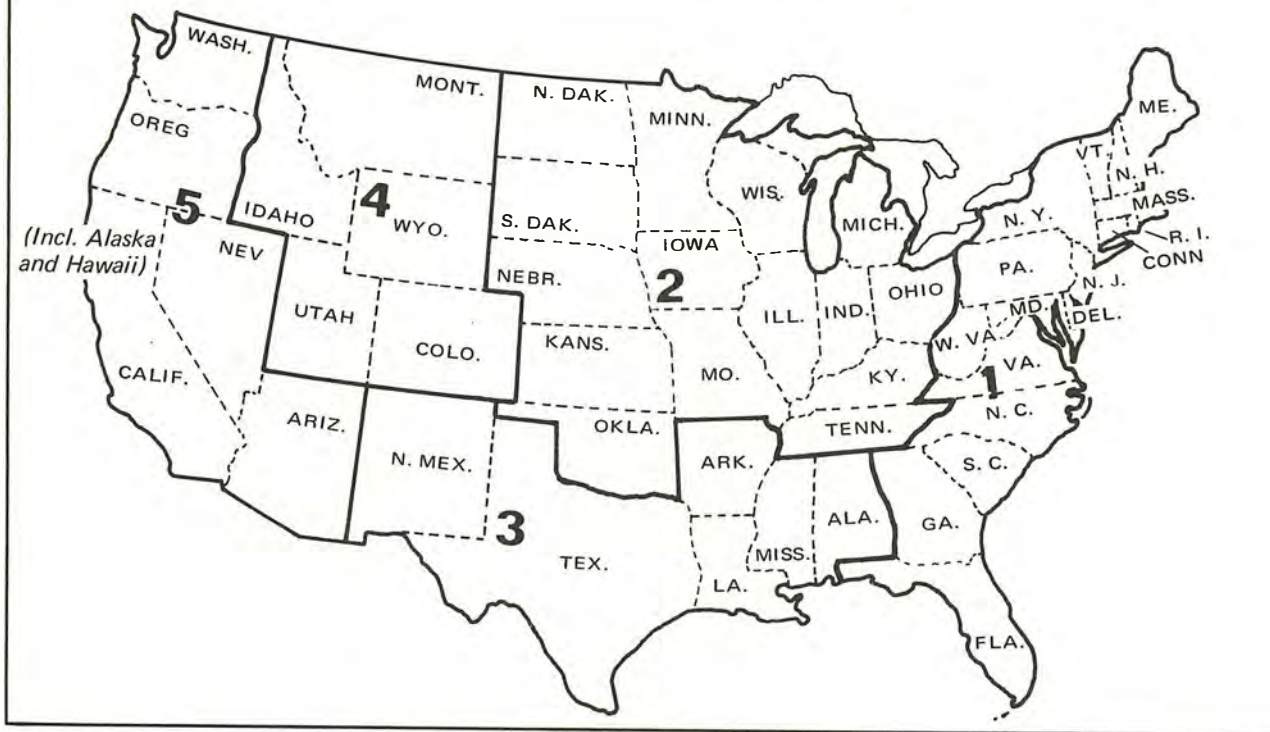 WASH.
MONT.
N. DAK.
MINN.
ME.
OREG
VT.
N. H.
WIS.
MASS.
5
IDAHO
4
WYO.
S. DAK.
MICH.
N. Y.
R. I.
CONN
(Incl. Alaska
and Hawaii)
NEV
IOWA
NEBR.
2
OHIO
PA.
N. J.
UTAH
ILL.
IND.
MD.
DEL.
COLO.
KANS.
W. VA.
VA.
CALIF.
MO.
KY.
1
N. C.
ARIZ.
OKLA.
TENN.
N. MEX.
ARK.
S. C.
3
ALA.
GA.
TEX.
MISS.
LA.
FLA.